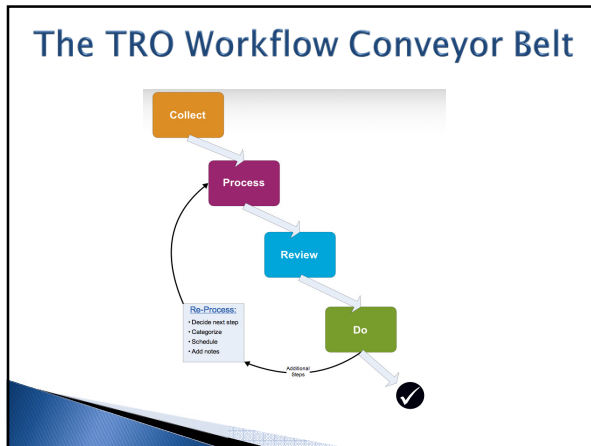 The TRO Workflow Conveyor Belt
Collect
Process
Review
Do
Re-Process:
• Decide next step
• Categorize
• Schedule
• Add notes
Additional
Steps